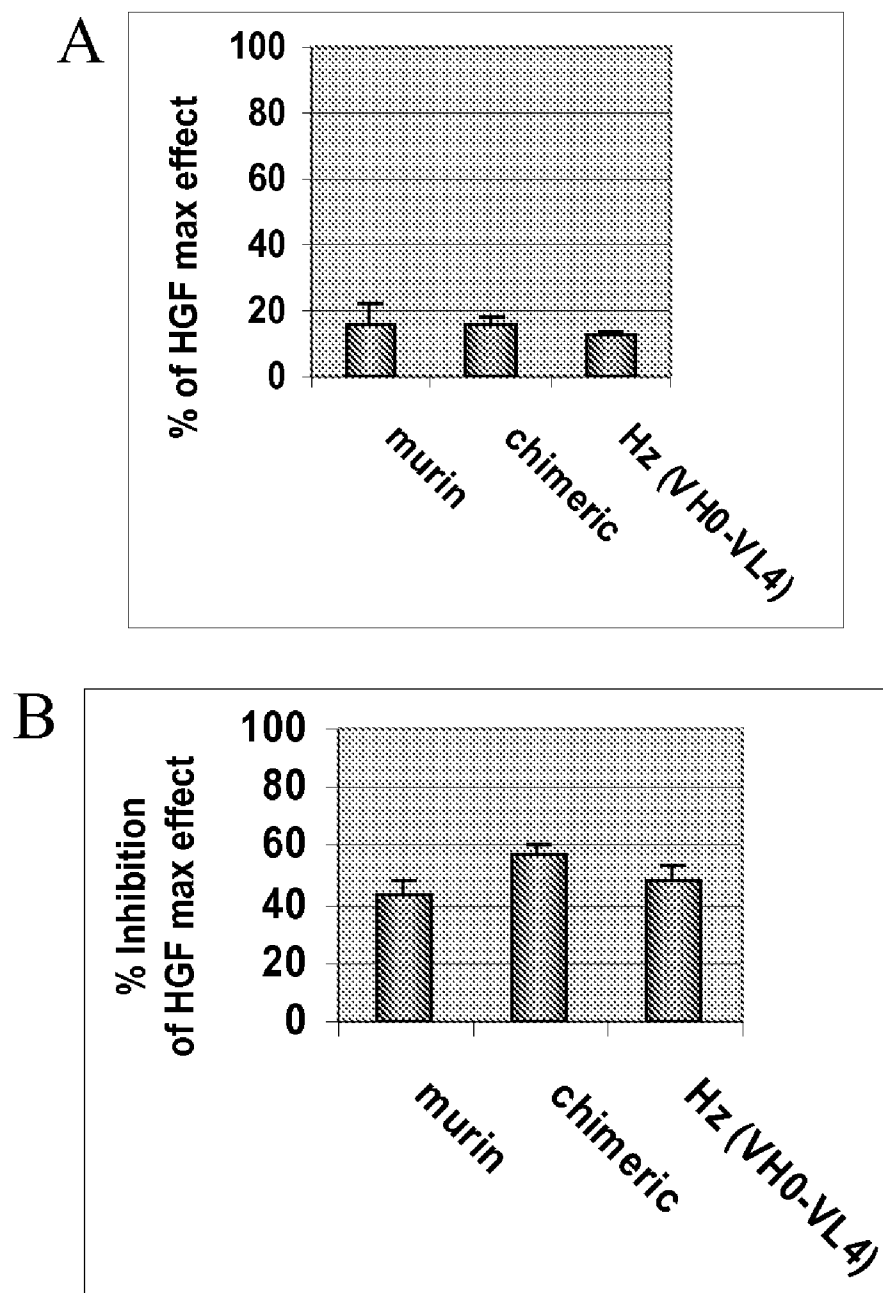 A
% of HGF max effect
100
80
60
40
20
0
murin
chimeric
Hz (VH0-VL4)
B
% Inhibition
of HGF max effect
100
80
60
40
20
0
murin
chimeric
Hz (VH0-VL4)